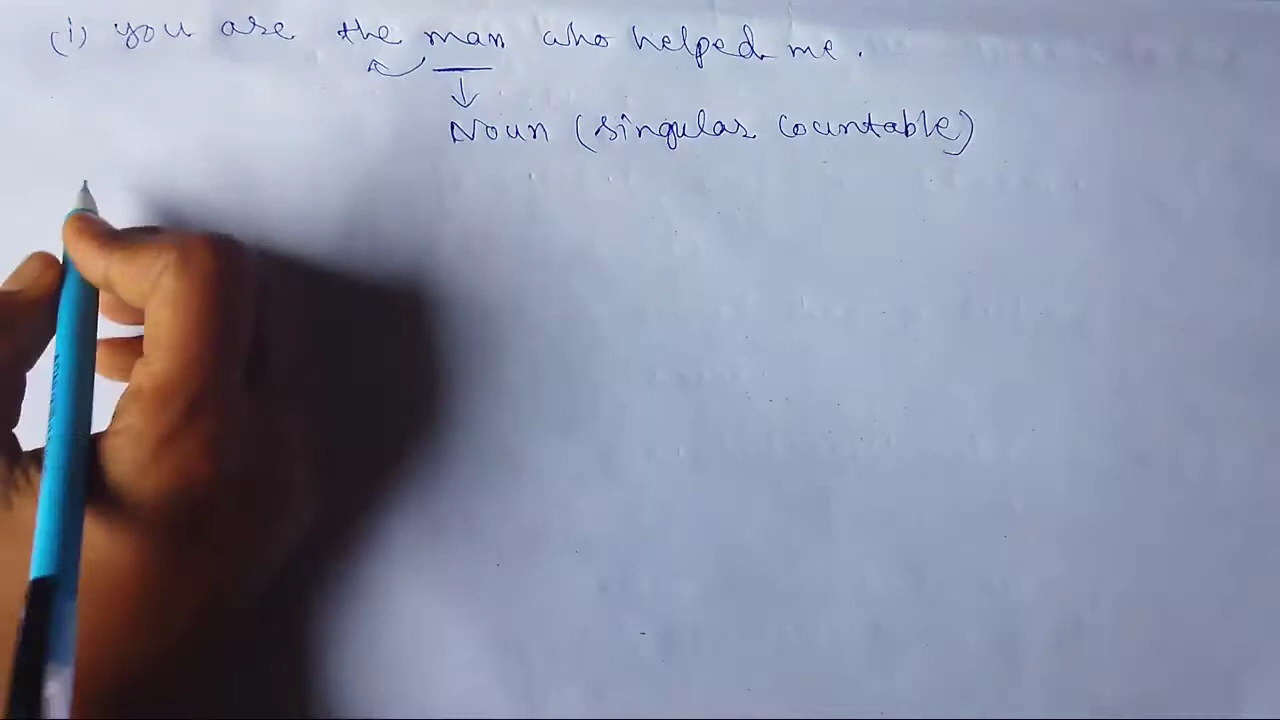 (i) you are the man who helped me.
Noun (singular countable)